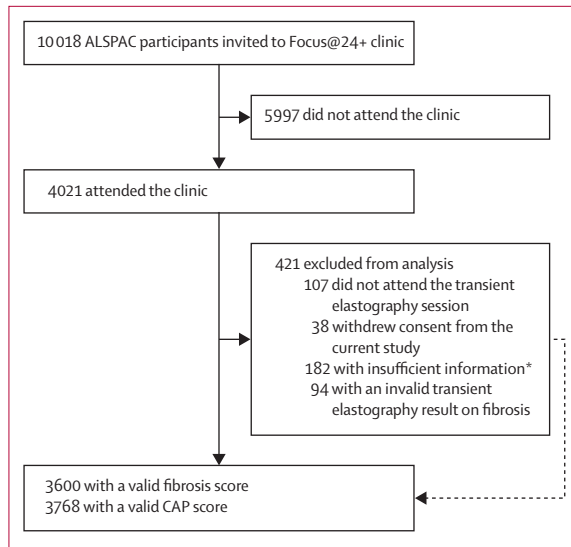 10 018 ALSPAC participants invited to Focus@24+ clinic
5997 did not attend the clinic
4021 attended the clinic
421 excluded from analysis
107 did not attend the transient
elastography session
38 withdrew consent from the
current study
182 with insufficient information*
94 with an invalid transient
elastography result on fibrosis
3600 with a valid fibrosis score
3768 with a valid CAP score